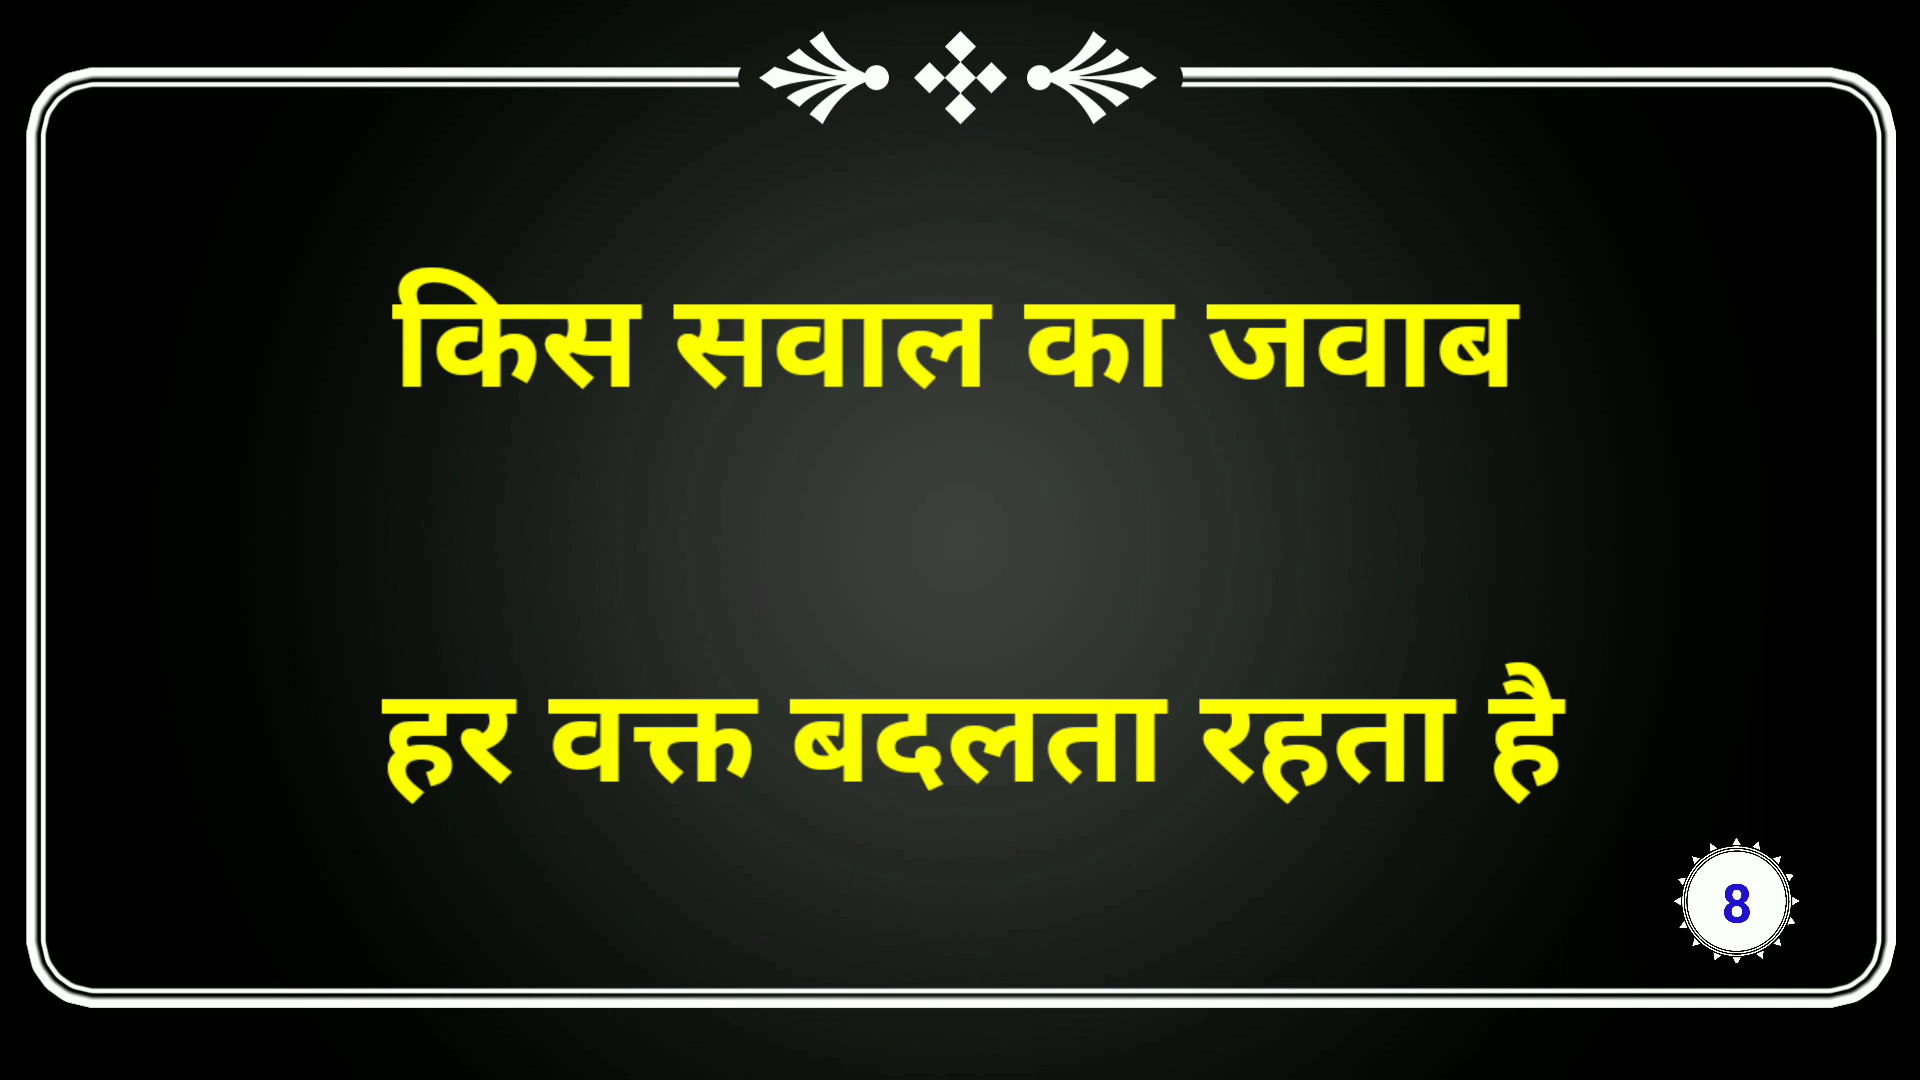 किस सवाल का जवाब
हर वक्त बदलता रहता है
8